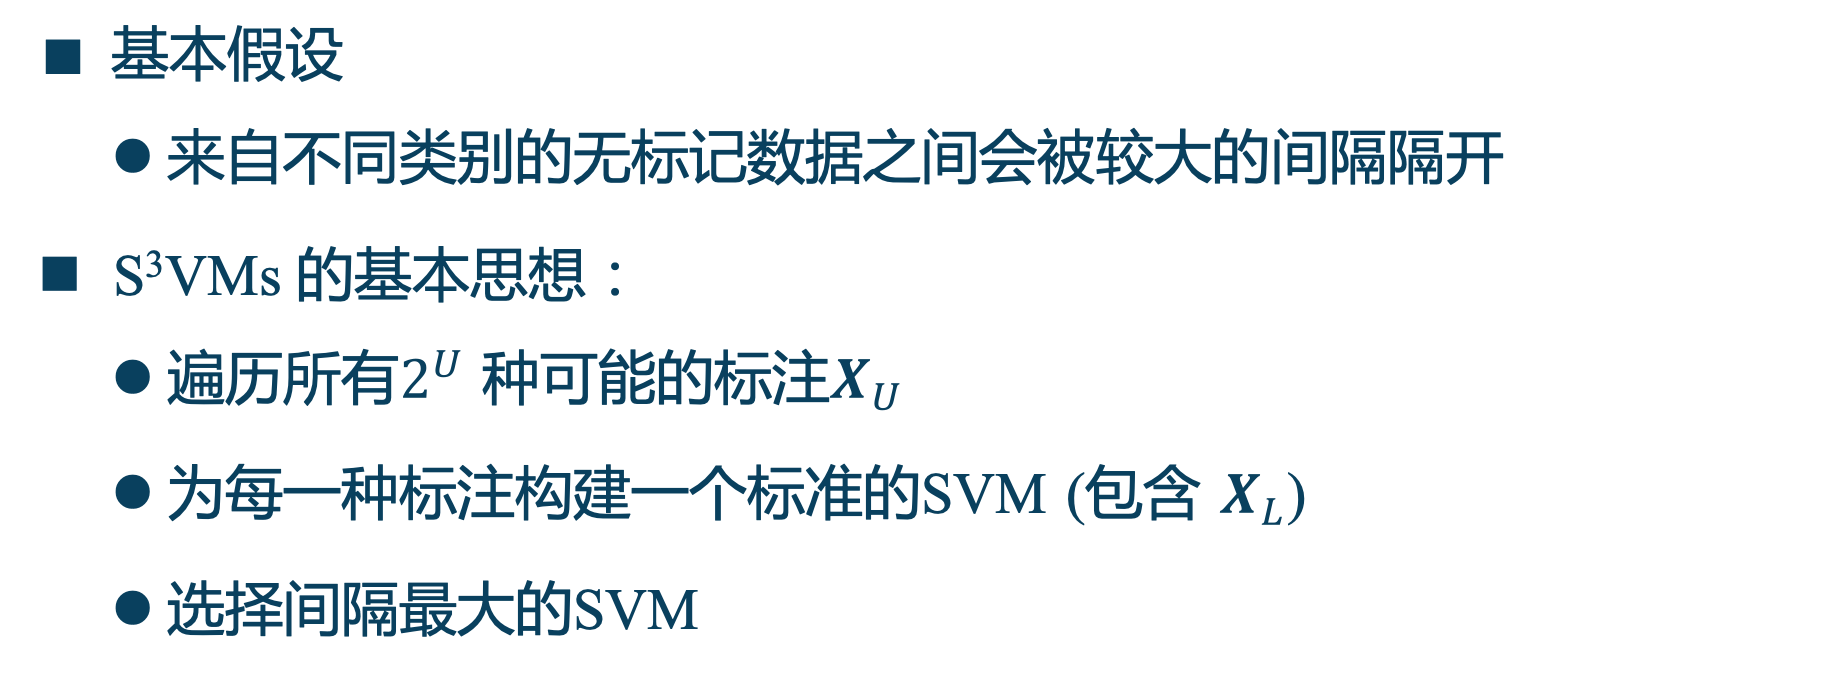 ■ 基本假设
● 来自不同类别的无标记数据之间会被较大的间隔隔开
■ S³VMs 的基本思想：
● 遍历所有2^U 种可能的标注X_U
● 为每一种标注构建一个标准的SVM (包含 X_L)
● 选择间隔最大的SVM